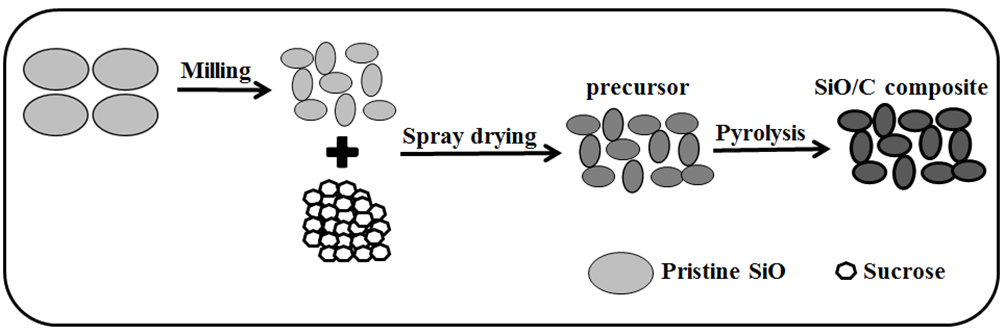 Milling
Spray drying
precursor
Pyrolysis
SiO/C composite
Pristine SiO
Sucrose